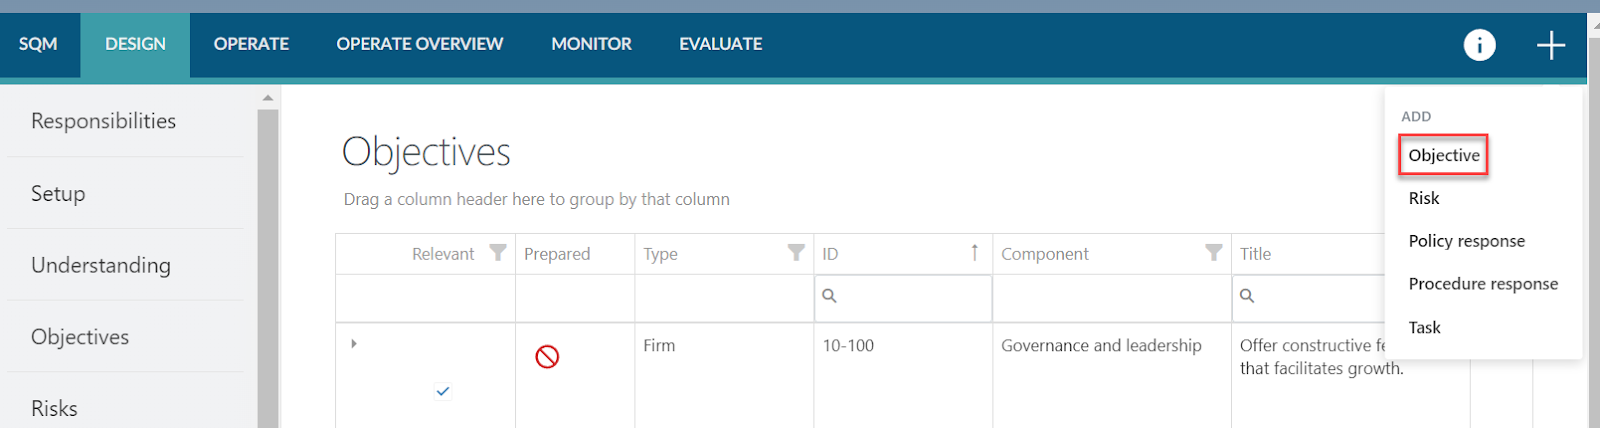 SQM DESIGN OPERATE OPERATE OVERVIEW MONITOR EVALUATE
Responsibilities
Setup
Understanding
Objectives
Risks
Objectives
Drag a column header here to group by that column
Relevant Prepared Type ID Component Title
Firm 10-100 Governance and leadership Offer constructive fe
that facilitates growth.
ADD
Objective
Risk
Policy response
Procedure response
Task